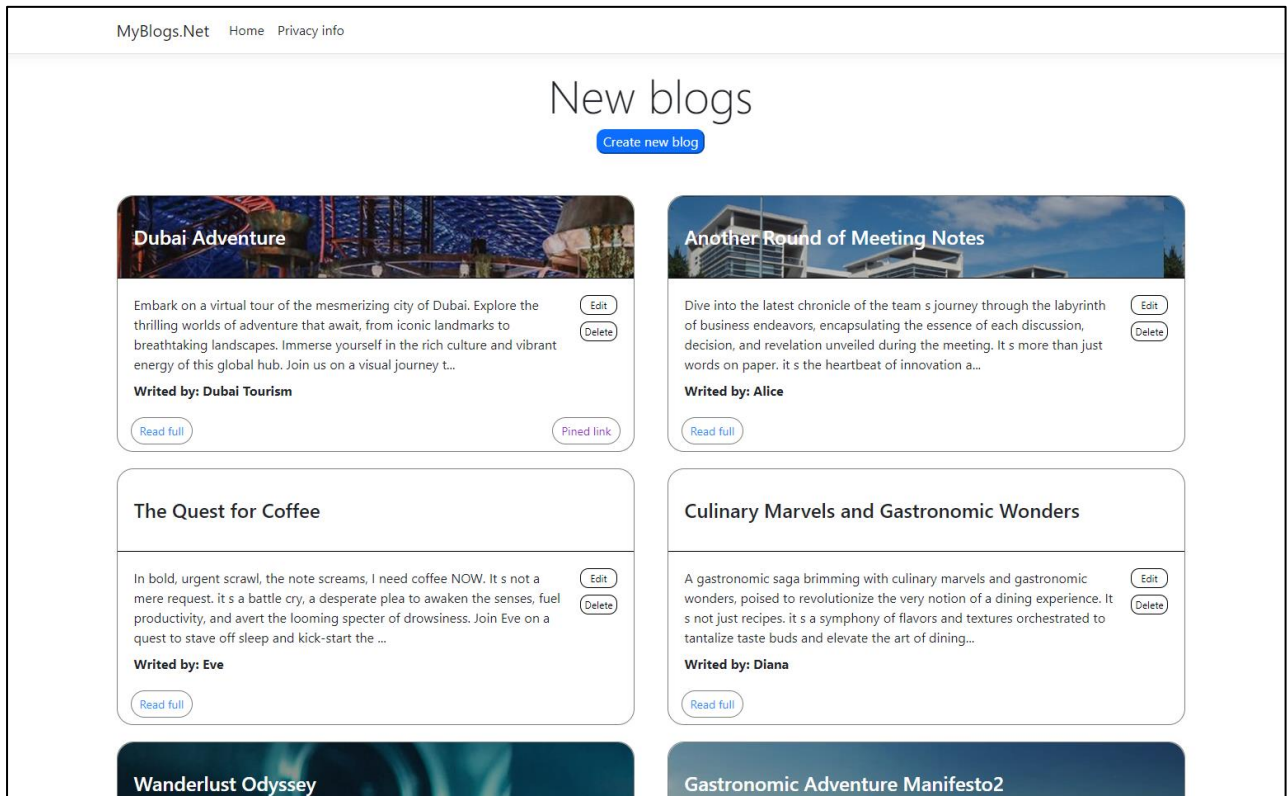 MyBlogs.Net Home Privacy info
New blogs
Create new blog
Dubai Adventure
Embark on a virtual tour of the mesmerizing city of Dubai. Explore the
thrilling worlds of adventure that await, from iconic landmarks to
breathtaking landscapes. Immerse yourself in the rich culture and vibrant
energy of this global hub. Join us on a visual journey t...
Edit
Delete
Writed by: Dubai Tourism
Read full
Pined link
Another Round of Meeting Notes
Dive into the latest chronicle of the team s journey through the labyrinth
of business endeavors, encapsulating the essence of each discussion,
decision, and revelation unveiled during the meeting. It s more than just
words on paper. it s the heartbeat of innovation a...
Edit
Delete
Writed by: Alice
Read full
The Quest for Coffee
In bold, urgent scrawl, the note screams, I need coffee NOW. It s not a
mere request. it s a battle cry, a desperate plea to awaken the senses, fuel
productivity, and avert the looming specter of drowsiness. Join Eve on a
quest to stave off sleep and kick-start the ...
Edit
Delete
Writed by: Eve
Read full
Culinary Marvels and Gastronomic Wonders
A gastronomic saga brimming with culinary marvels and gastronomic
wonders, poised to revolutionize the very notion of a dining experience. It
s not just recipes. it s a symphony of flavors and textures orchestrated to
tantalize taste buds and elevate the art of dining...
Edit
Delete
Writed by: Diana
Read full
Wanderlust Odyssey
Gastronomic Adventure Manifesto2